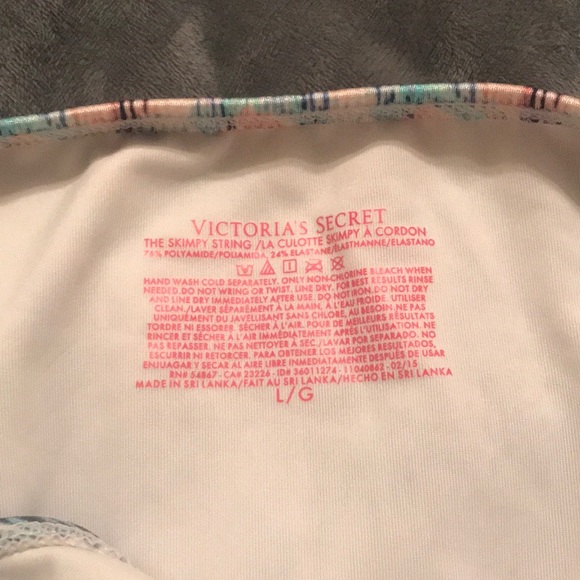 VICTORIA'S SECRET
THE SKIMPY STRING /LA CULOTTE SKIMPY À CORDON
76% POLYAMIDE/POLIAMIDA, 24% ELASTANE/ÉLASTHANNE/ELASTANO
HAND WASH COLD SEPARATELY. ONLY NON-CHLORINE BLEACH WHEN
NEEDED. DO NOT WRING OR TWIST. LINE DRY. FOR BEST RESULTS RINSE
AND LINE DRY IMMEDIATELY AFTER USE. DO NOT IRON. DO NOT DRY
CLEAN./LAVER SÉPARÉMENT À LA MAIN, À L'EAU FROIDE. UTILISER
UNIQUEMENT DU JAVELLISANT SANS CHLORE, AU BESOIN. NE PAS
TORDRE NI ESSORER. SÉCHER À L'AIR. POUR DE MEILLEURS RÉSULTATS
RINCER ET SÉCHER À L'AIR IMMÉDIATEMENT APRÈS L'UTILISATION. NE
PAS REPASSER. NE PAS NETTOYER À SEC./LAVAR POR SEPARADO. NO
ESCURRIR NI RETORCER. PARA OBTENER LOS MEJORES RESULTADOS,
ENJUAGAR Y SECAR AL AIRE LIBRE INMEDIATAMENTE DESPUÉS DE USAR
RN# 54867 - CA# 23226 - ID# 36011274 - 11040862 - 02/15
MADE IN SRI LANKA/FAIT AU SRI LANKA/HECHO EN SRI LANKA
L/G